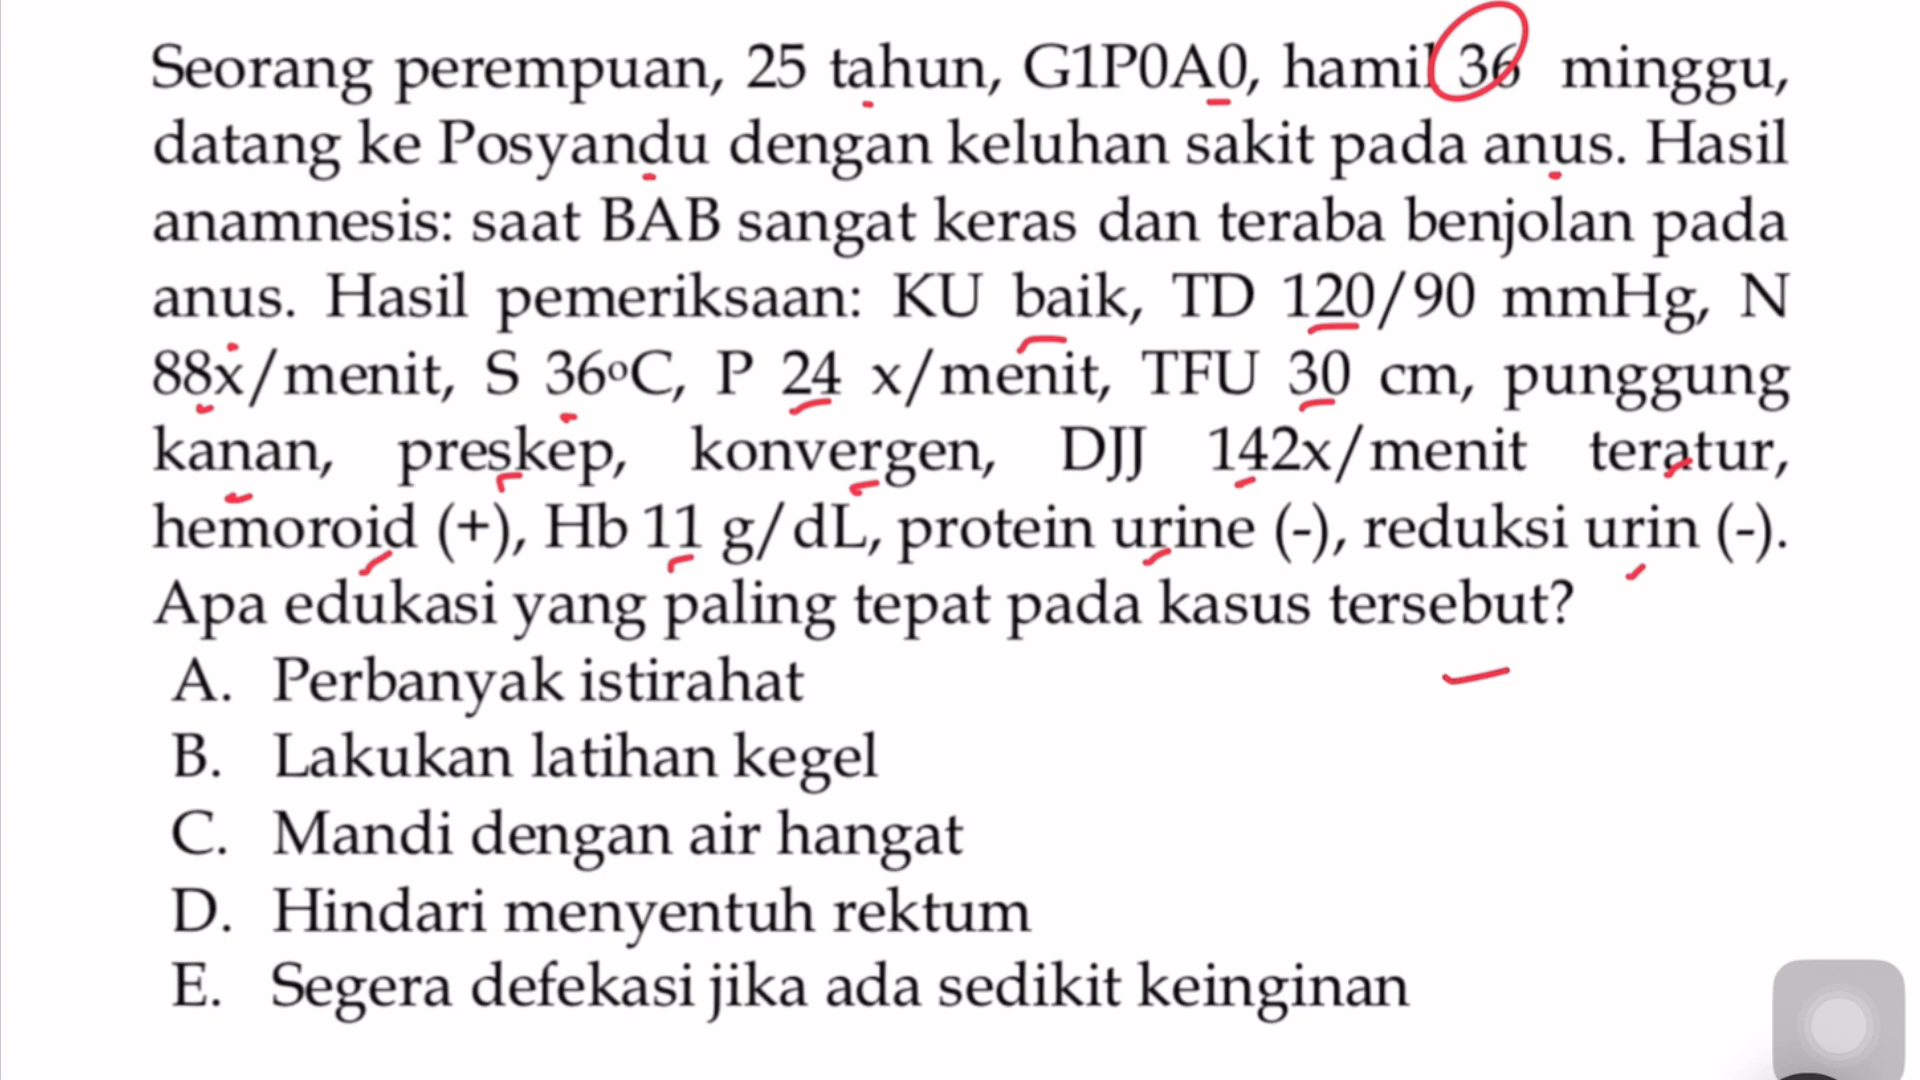 Seorang perempuan, 25 tahun, G1P0A0, hamil 36 minggu,
datang ke Posyandu dengan keluhan sakit pada anus. Hasil
anamnesis: saat BAB sangat keras dan teraba benjolan pada
anus. Hasil pemeriksaan: KU baik, TD 120/90 mmHg, N
88x/menit, S 36°C, P 24 x/menit, TFU 30 cm, punggung
kanan, preskep, konvergen, DJJ 142x/menit teratur,
hemoroid (+), Hb 11 g/dL, protein urine (-), reduksi urin (-).
Apa edukasi yang paling tepat pada kasus tersebut?
A. Perbanyak istirahat
B. Lakukan latihan kegel
C. Mandi dengan air hangat
D. Hindari menyentuh rektum
E. Segera defekasi jika ada sedikit keinginan